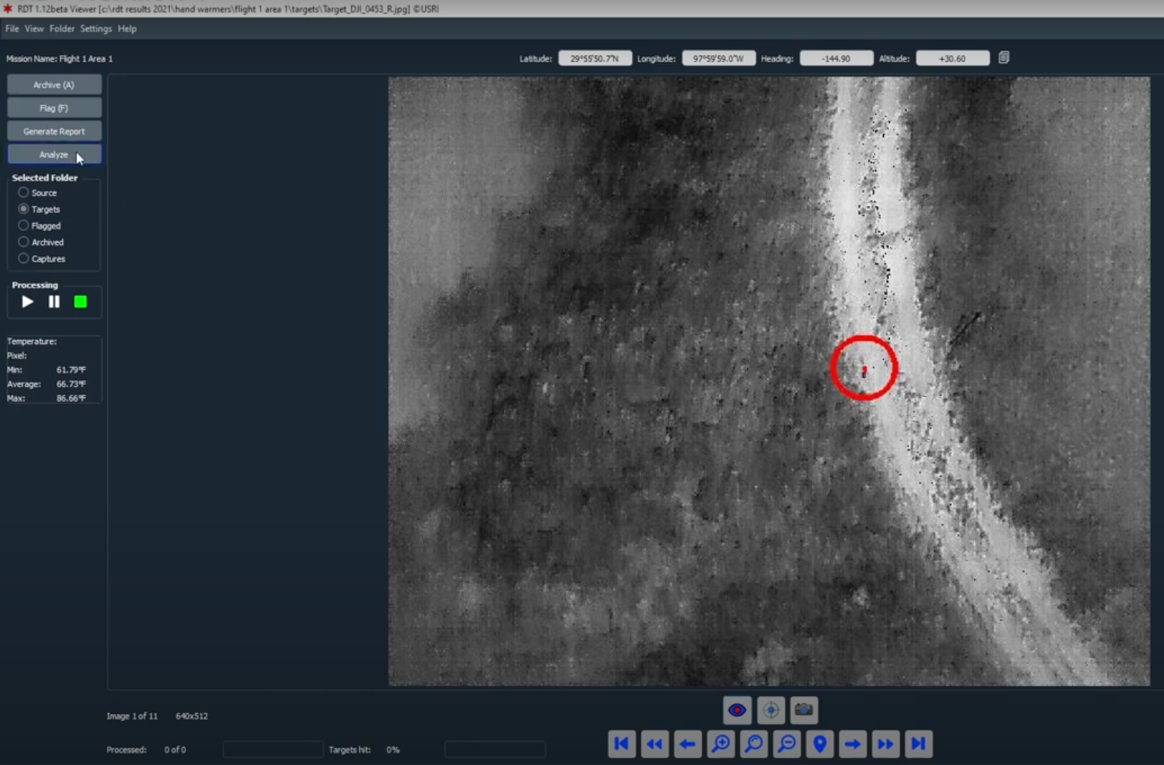 RDT 1.12beta Viewer [c:\rdt results 2021\hand warmers\flight 1 area 1\targets\Target_DJI_0453_R.jpg] ©USRI
File View Folder Settings Help
Mission Name: Flight 1 Area 1
Latitude: 29°55'50.7"N Longitude: 97°59'59.0"W Heading: -144.90 Altitude: +30.60
Archive (A)
Flag (F)
Generate Report
Analyze
Selected Folder
Source
Targets
Flagged
Archived
Captures
Processing
Temperature:
Pixel:
Min: 61.79°F
Average: 66.73°F
Max: 86.66°F
Image 1 of 11 640x512
Processed: 0 of 0 Targets hit: 0%